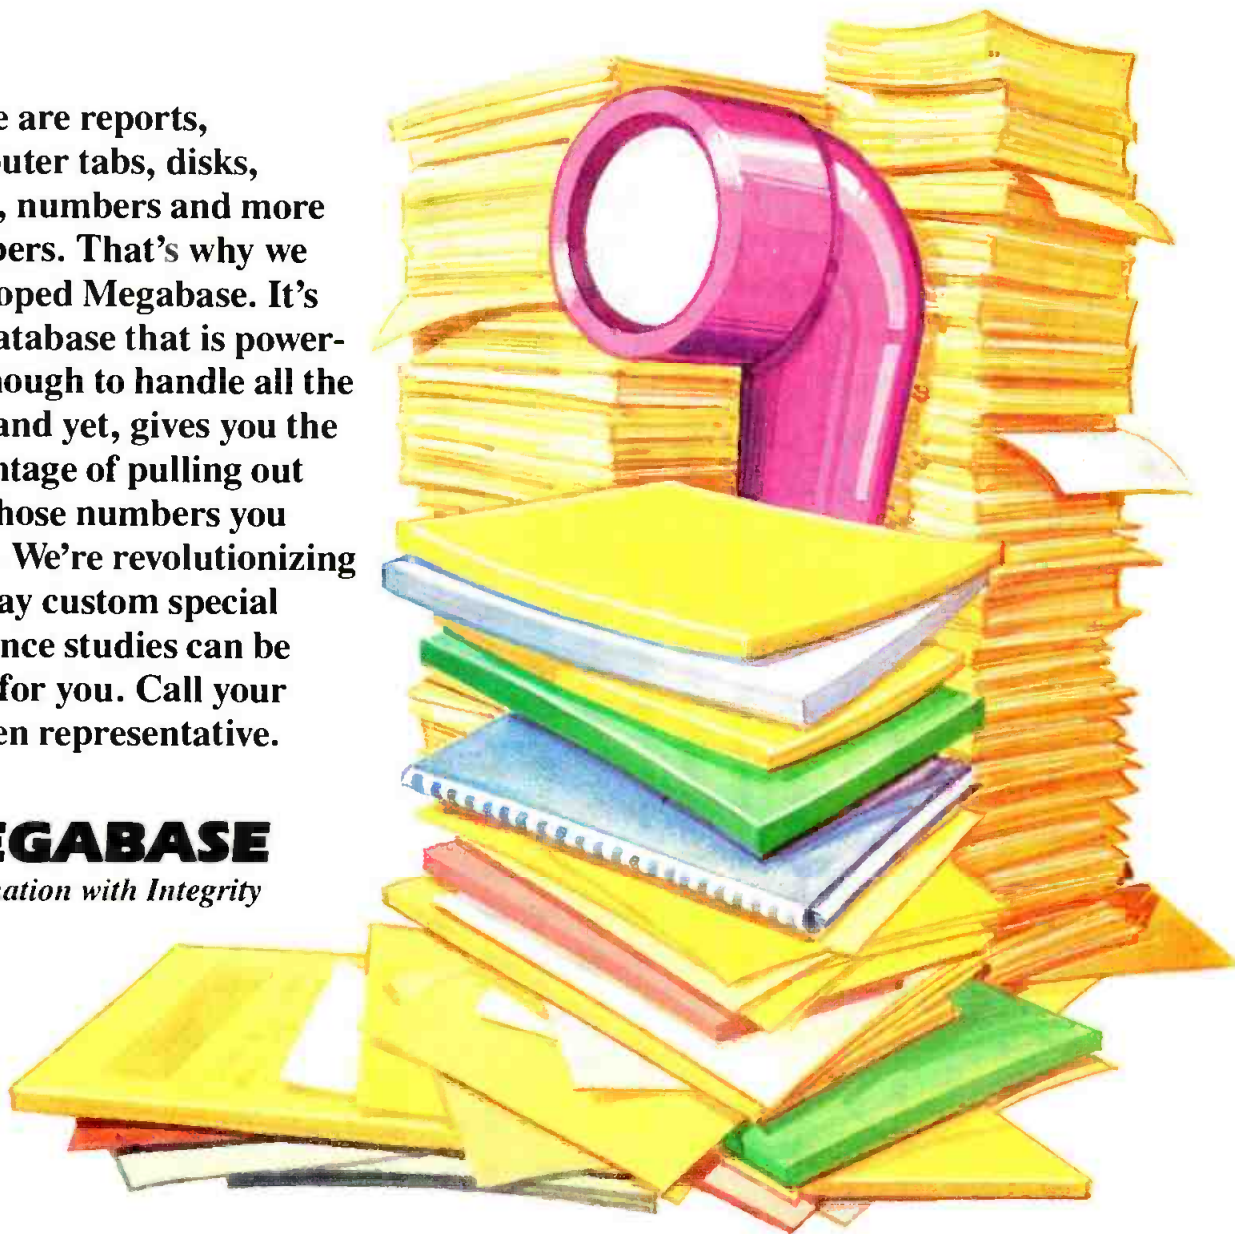 e are reports,
uter tabs, disks,
, numbers and more
bers. That's why we
oped Megabase. It's
atabase that is power-
nough to handle all the
and yet, gives you the
ntage of pulling out
hose numbers you
. We're revolutionizing
ay custom special
nce studies can be
for you. Call your
en representative.
EGABASE
ation with Integrity